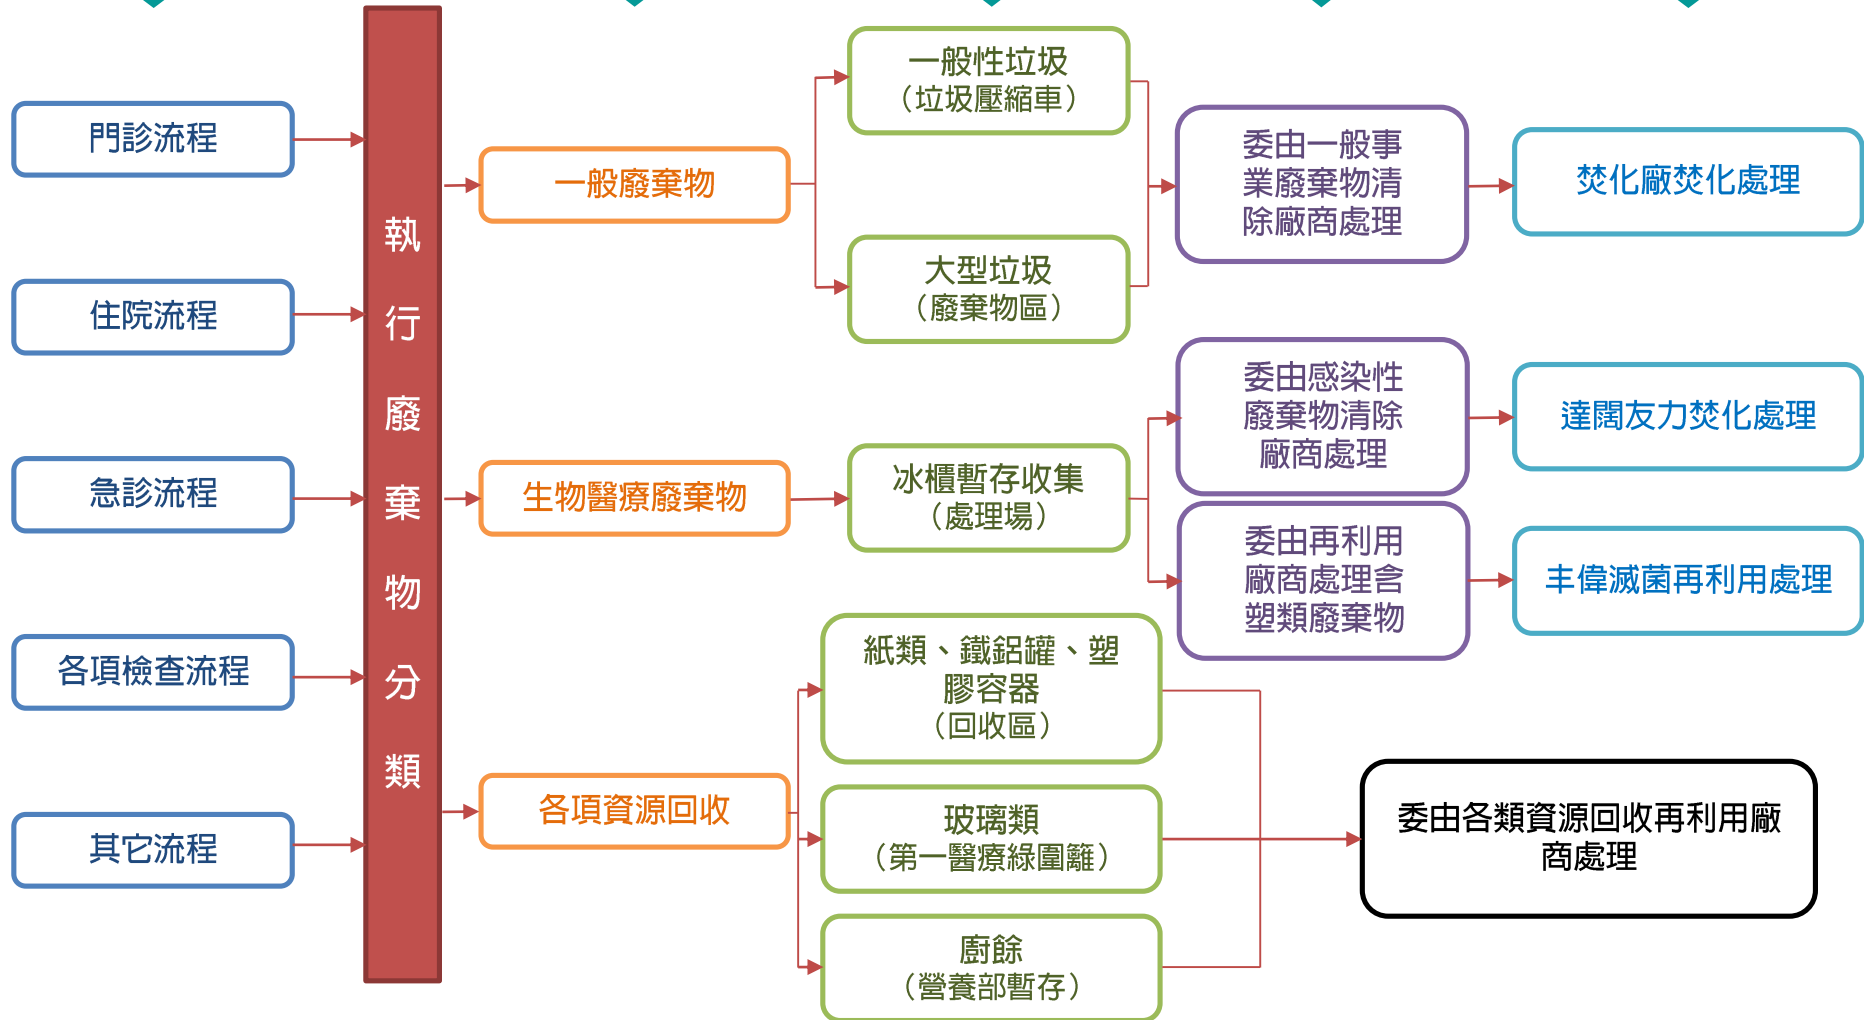 門診流程
住院流程
急診流程
各項檢查流程
其它流程
執
行
廢
棄
物
分
類
一般廢棄物
生物醫療廢棄物
各項資源回收
一般性垃圾
（垃圾壓縮車）
大型垃圾
（廢棄物區）
冰櫃暫存收集
（處理場）
紙類、鐵鋁罐、塑
膠容器
（回收區）
玻璃類
（第一醫療綠圍籬）
廚餘
（營養部暫存）
委由一般事
業廢棄物清
除廠商處理
委由感染性
廢棄物清除
廠商處理
委由再利用
廠商處理含
塑類廢棄物
焚化廠焚化處理
達闊友力焚化處理
丰偉滅菌再利用處理
委由各類資源回收再利用廠
商處理